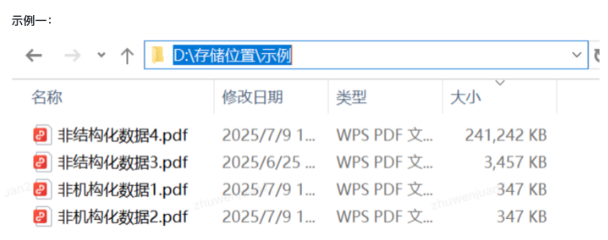 示例一：
D:\存储位置\示例
名称 修改日期 类型 大小
非结构化数据4.pdf 2025/7/9 1... WPS PDF 文... 241,242 KB
非结构化数据3.pdf 2025/6/25 ... WPS PDF 文... 3,457 KB
非机构化数据1.pdf 2025/7/9 1... WPS PDF 文... 347 KB
非机构化数据2.pdf 2025/7/9 1... WPS PDF 文... 347 KB